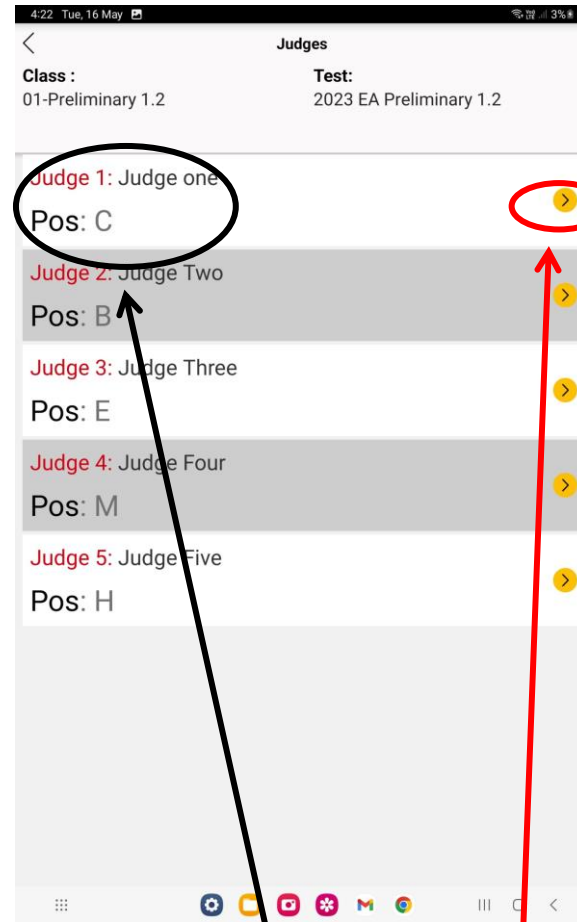 4:22 Tue, 16 May 3%
Judges
Class : Test:
01-Preliminary 1.2 2023 EA Preliminary 1.2
Judge 1: Judge one
Pos: C
Judge 2: Judge Two
Pos: B
Judge 3: Judge Three
Pos: E
Judge 4: Judge Four
Pos: M
Judge 5: Judge Five
Pos: H